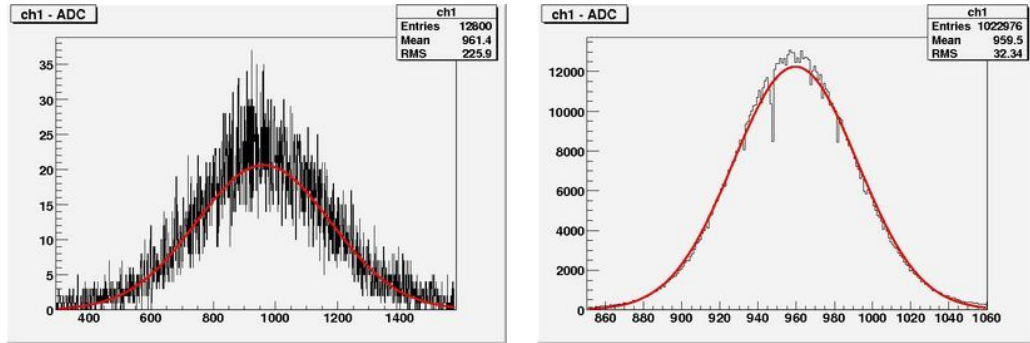 ch1 - ADC
ch1
Entries 12800
Mean 961.4
RMS 225.9
35
30
25
20
15
10
5
0
400 600 800 1000 1200 1400
ch1 - ADC
ch1
Entries 1022976
Mean 959.5
RMS 32.34
12000
10000
8000
6000
4000
2000
0
860 880 900 920 940 960 980 1000 1020 1040 1060